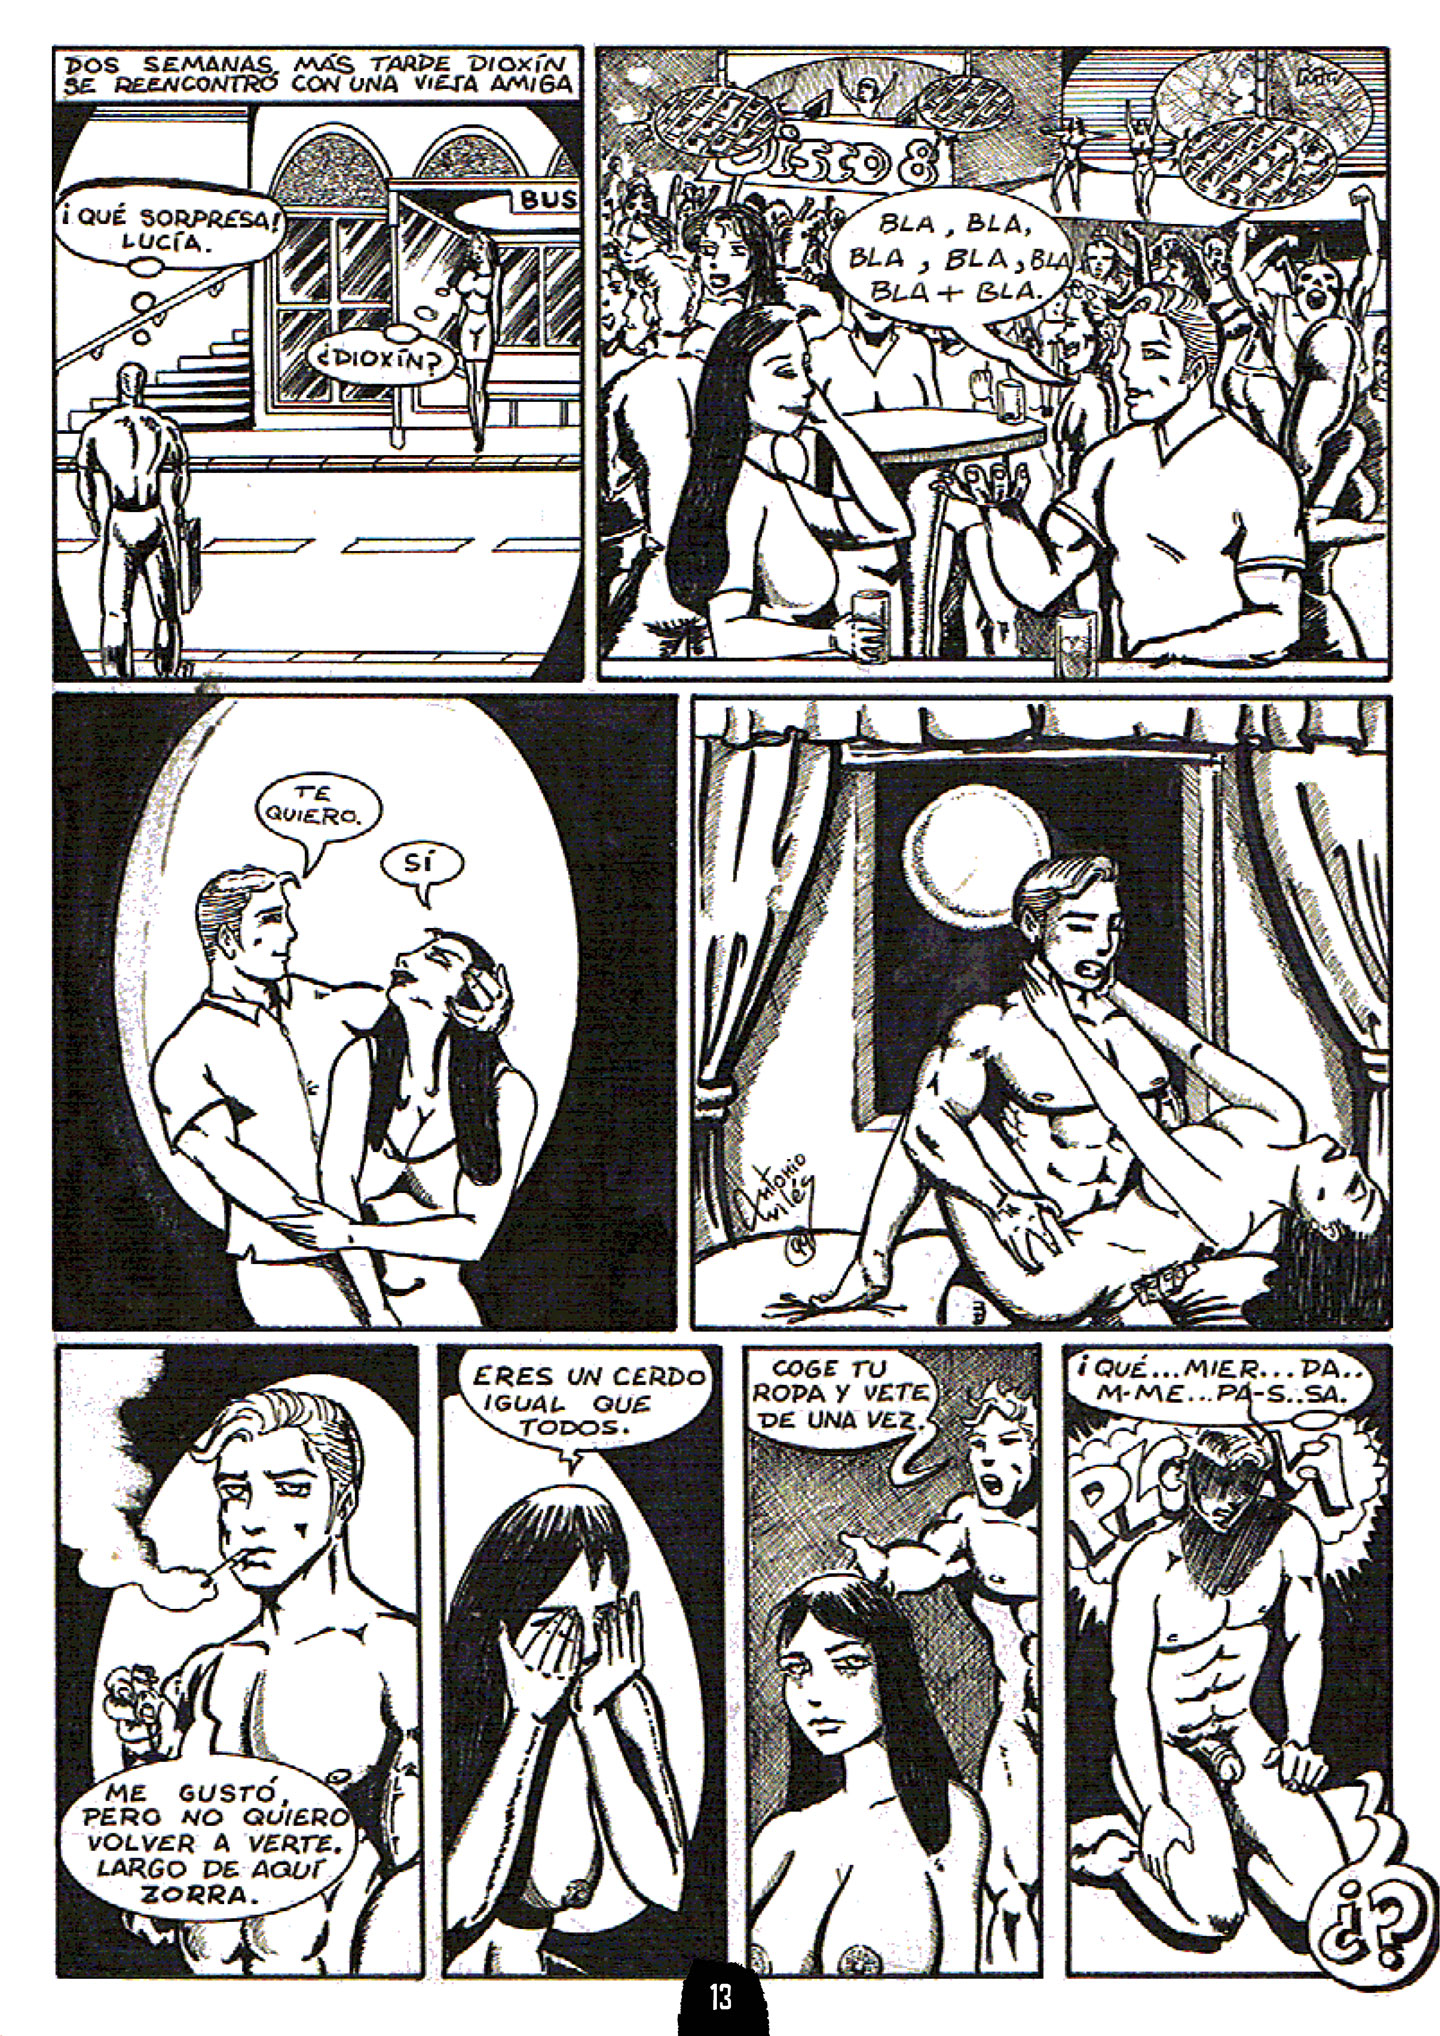 DOS SEMANAS, MÁS TARDE DIOXÍN
SE REENCONTRÓ CON UNA VIEJA AMIGA
¡QUÉ SORPRESA!
LUCÍA.
BUS
¿DIOXÍN?
DISCO 8
BLA, BLA,
BLA, BLA, BLA
BLA + BLA.
TE
QUIERO.
SÍ
Antonio
Avilés
ME GUSTÓ,
PERO NO QUIERO
VOLVER A VERTE.
LARGO DE AQUÍ
ZORRA.
ERES UN CERDO
IGUAL QUE
TODOS.
COGE TU
ROPA Y VETE
DE UNA VEZ.
¡QUÉ...MIER...DA..
M-ME...PA-S..SA.
¿?
13